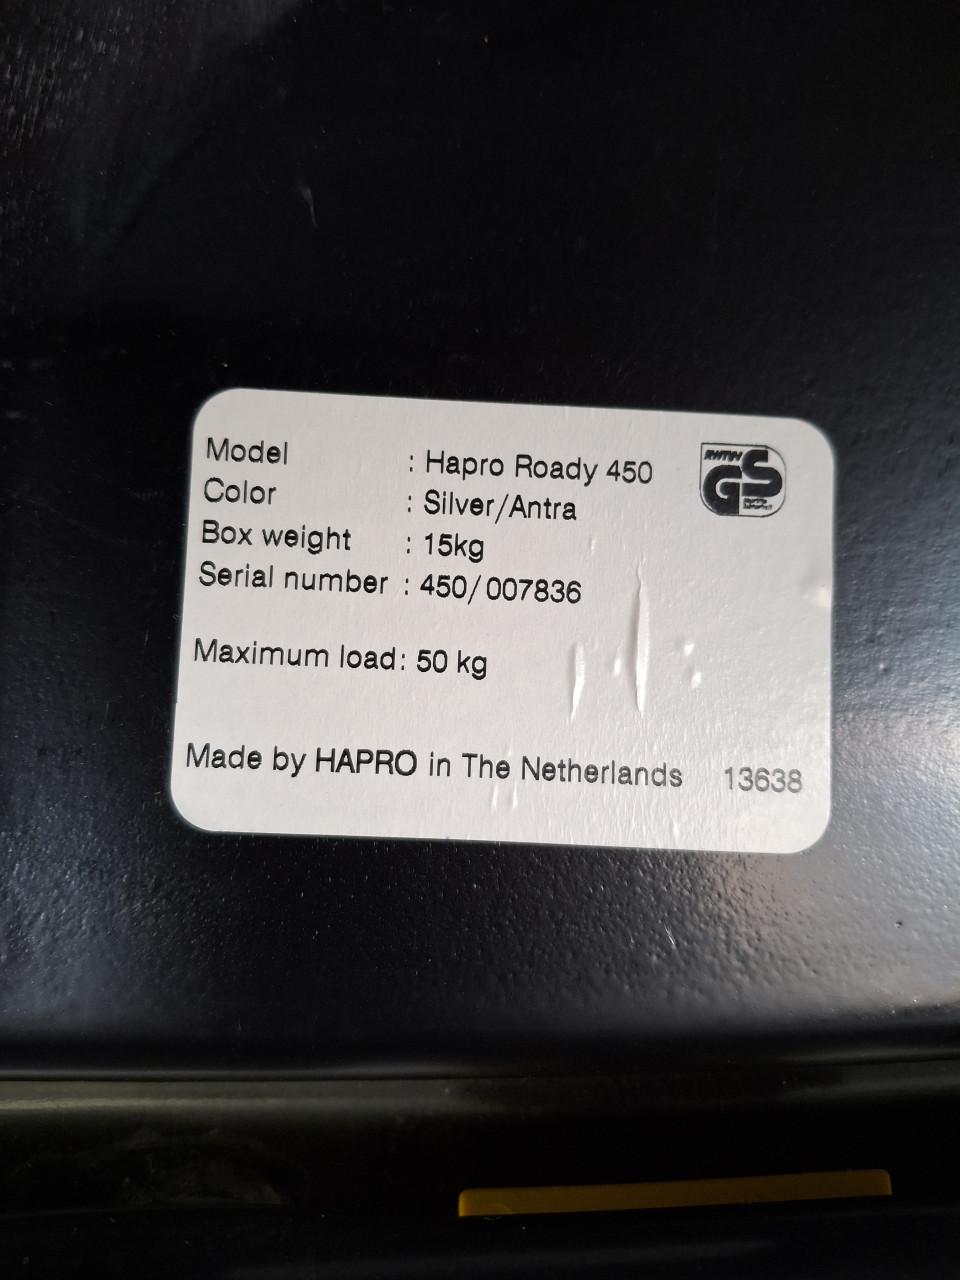 Model : Hapro Roady 450
Color : Silver/Antra
Box weight : 15kg
Serial number : 450/007836
Maximum load: 50 kg
Made by HAPRO in The Netherlands 13638
RWTÜV
GS